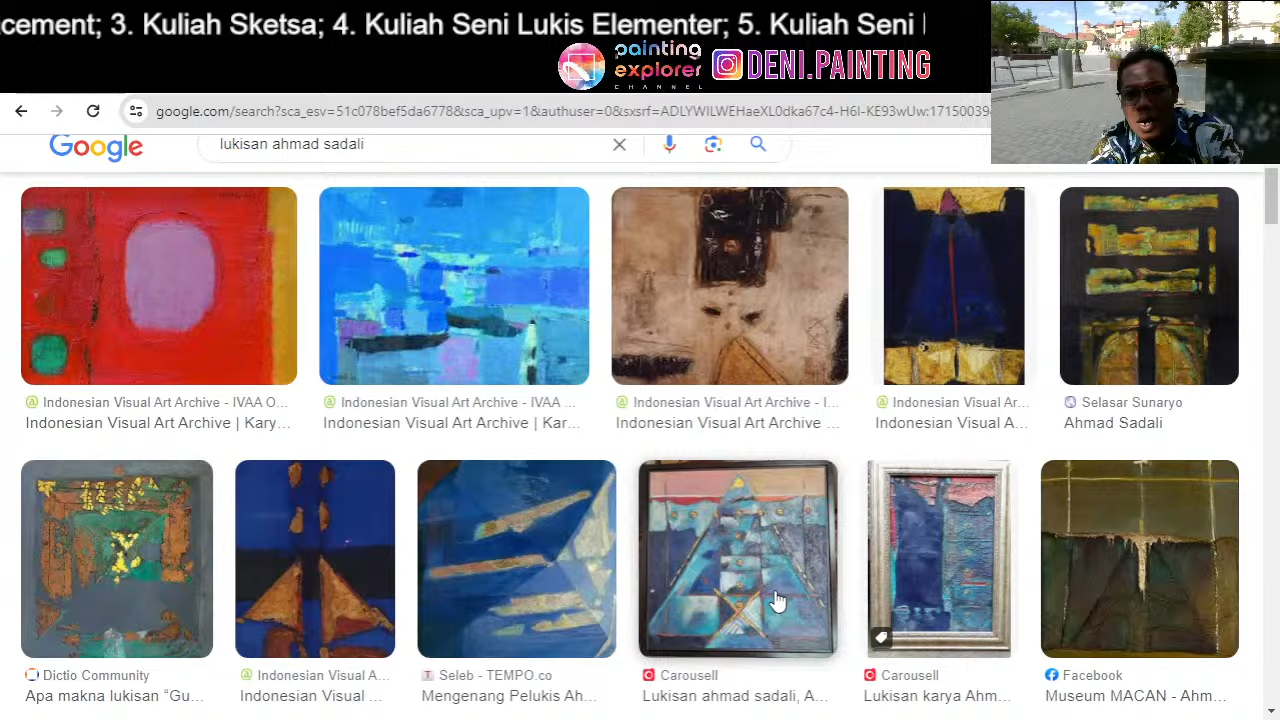 cement; 3. Kuliah Sketsa; 4. Kuliah Seni Lukis Elementer; 5. Kuliah Seni
painting
explorer
CHANNEL
DENI.PAINTING
google.com/search?sca_esv=51c078bef5da6778&sca_upv=1&authuser=0&sxsrf=ADLYWILWEHaeXL0dka67c4-H6I-KE93wUw:171500394
Google
lukisan ahmad sadali
Indonesian Visual Art Archive - IVAA O...
Indonesian Visual Art Archive | Kary...
Indonesian Visual Art Archive - IVAA ...
Indonesian Visual Art Archive | Kar...
Indonesian Visual Art Archive - I...
Indonesian Visual Art Archive ...
Indonesian Visual Ar...
Indonesian Visual A...
Selasar Sunaryo
Ahmad Sadali
Dictio Community
Apa makna lukisan “Gu...
Indonesian Visual A...
Indonesian Visual ...
Seleb - TEMPO.co
Mengenang Pelukis Ah...
Carousell
Lukisan ahmad sadali, A...
Carousell
Lukisan karya Ahm...
Facebook
Museum MACAN - Ahm...